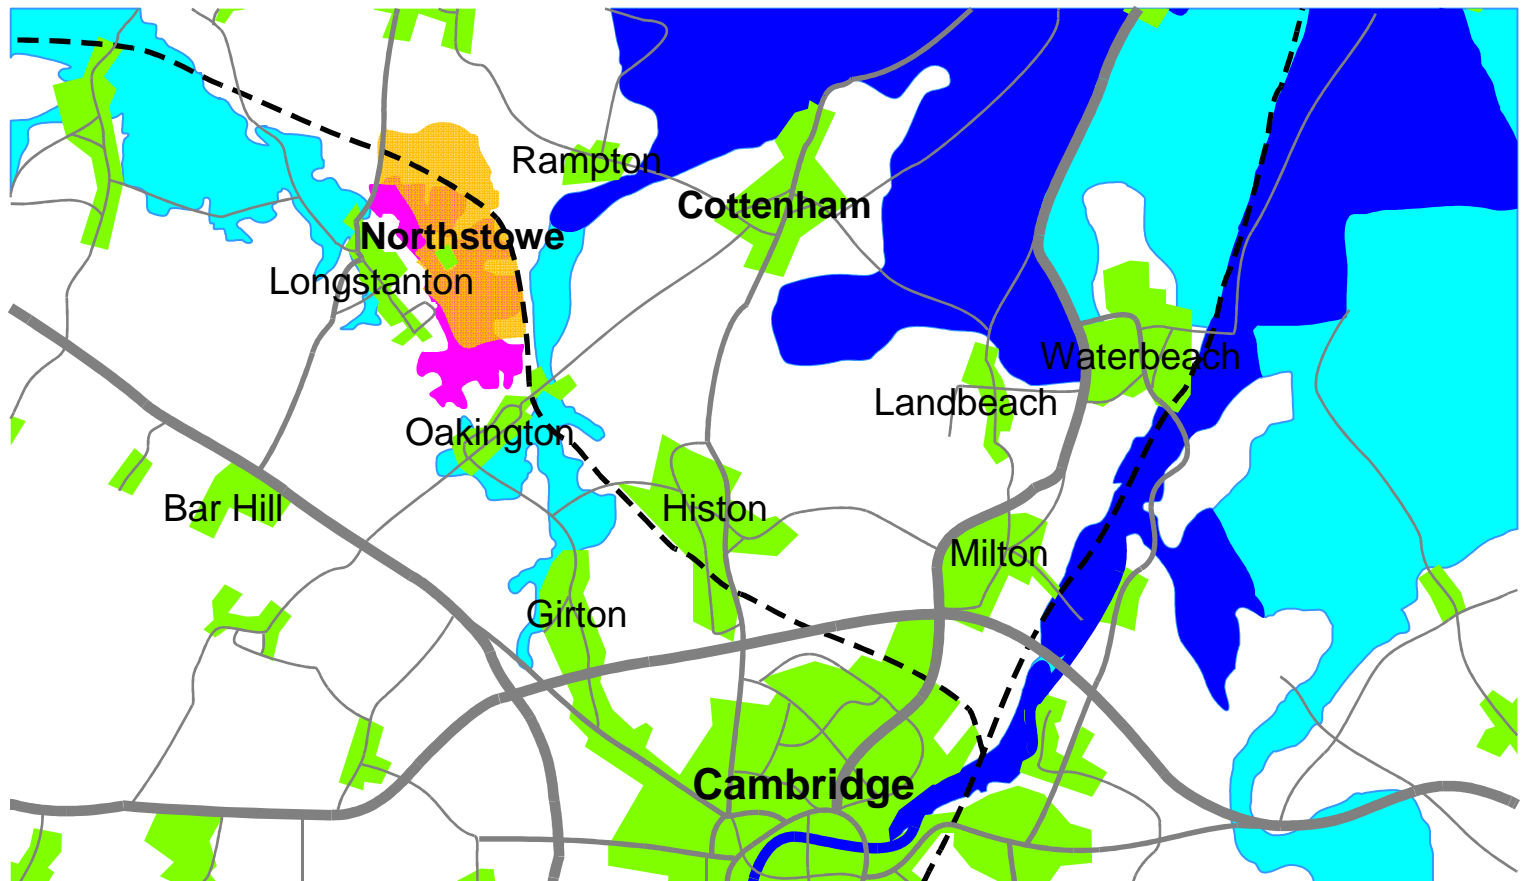 Rampton
Cottenham
Northstowe
Longstanton
Waterbeach
Landbeach
Oakington
Bar Hill
Histon
Milton
Girton
Cambridge